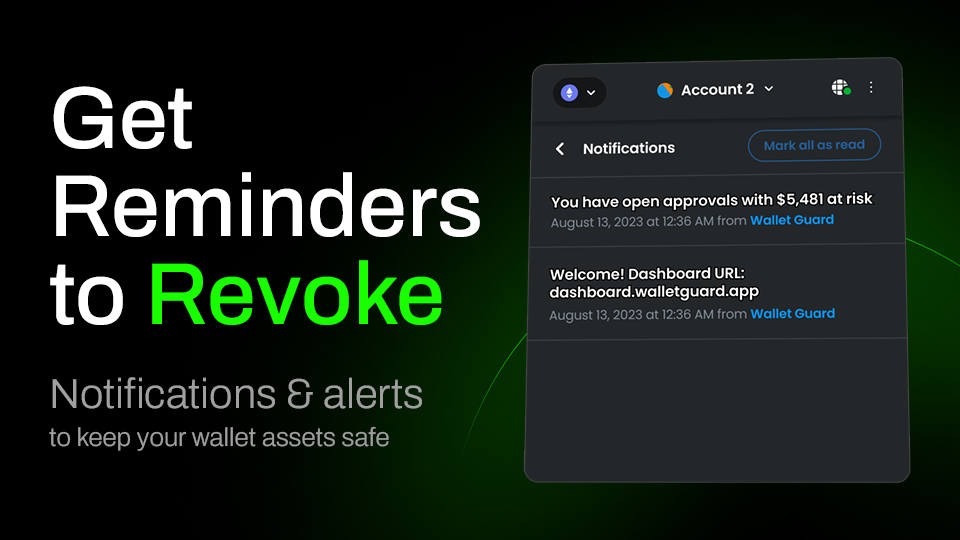 Get
Reminders
to Revoke
Notifications & alerts
to keep your wallet assets safe
Account 2
Notifications
Mark all as read
You have open approvals with $5,481 at risk
August 13, 2023 at 12:36 AM from Wallet Guard
Welcome! Dashboard URL:
dashboard.walletguard.app
August 13, 2023 at 12:36 AM from Wallet Guard